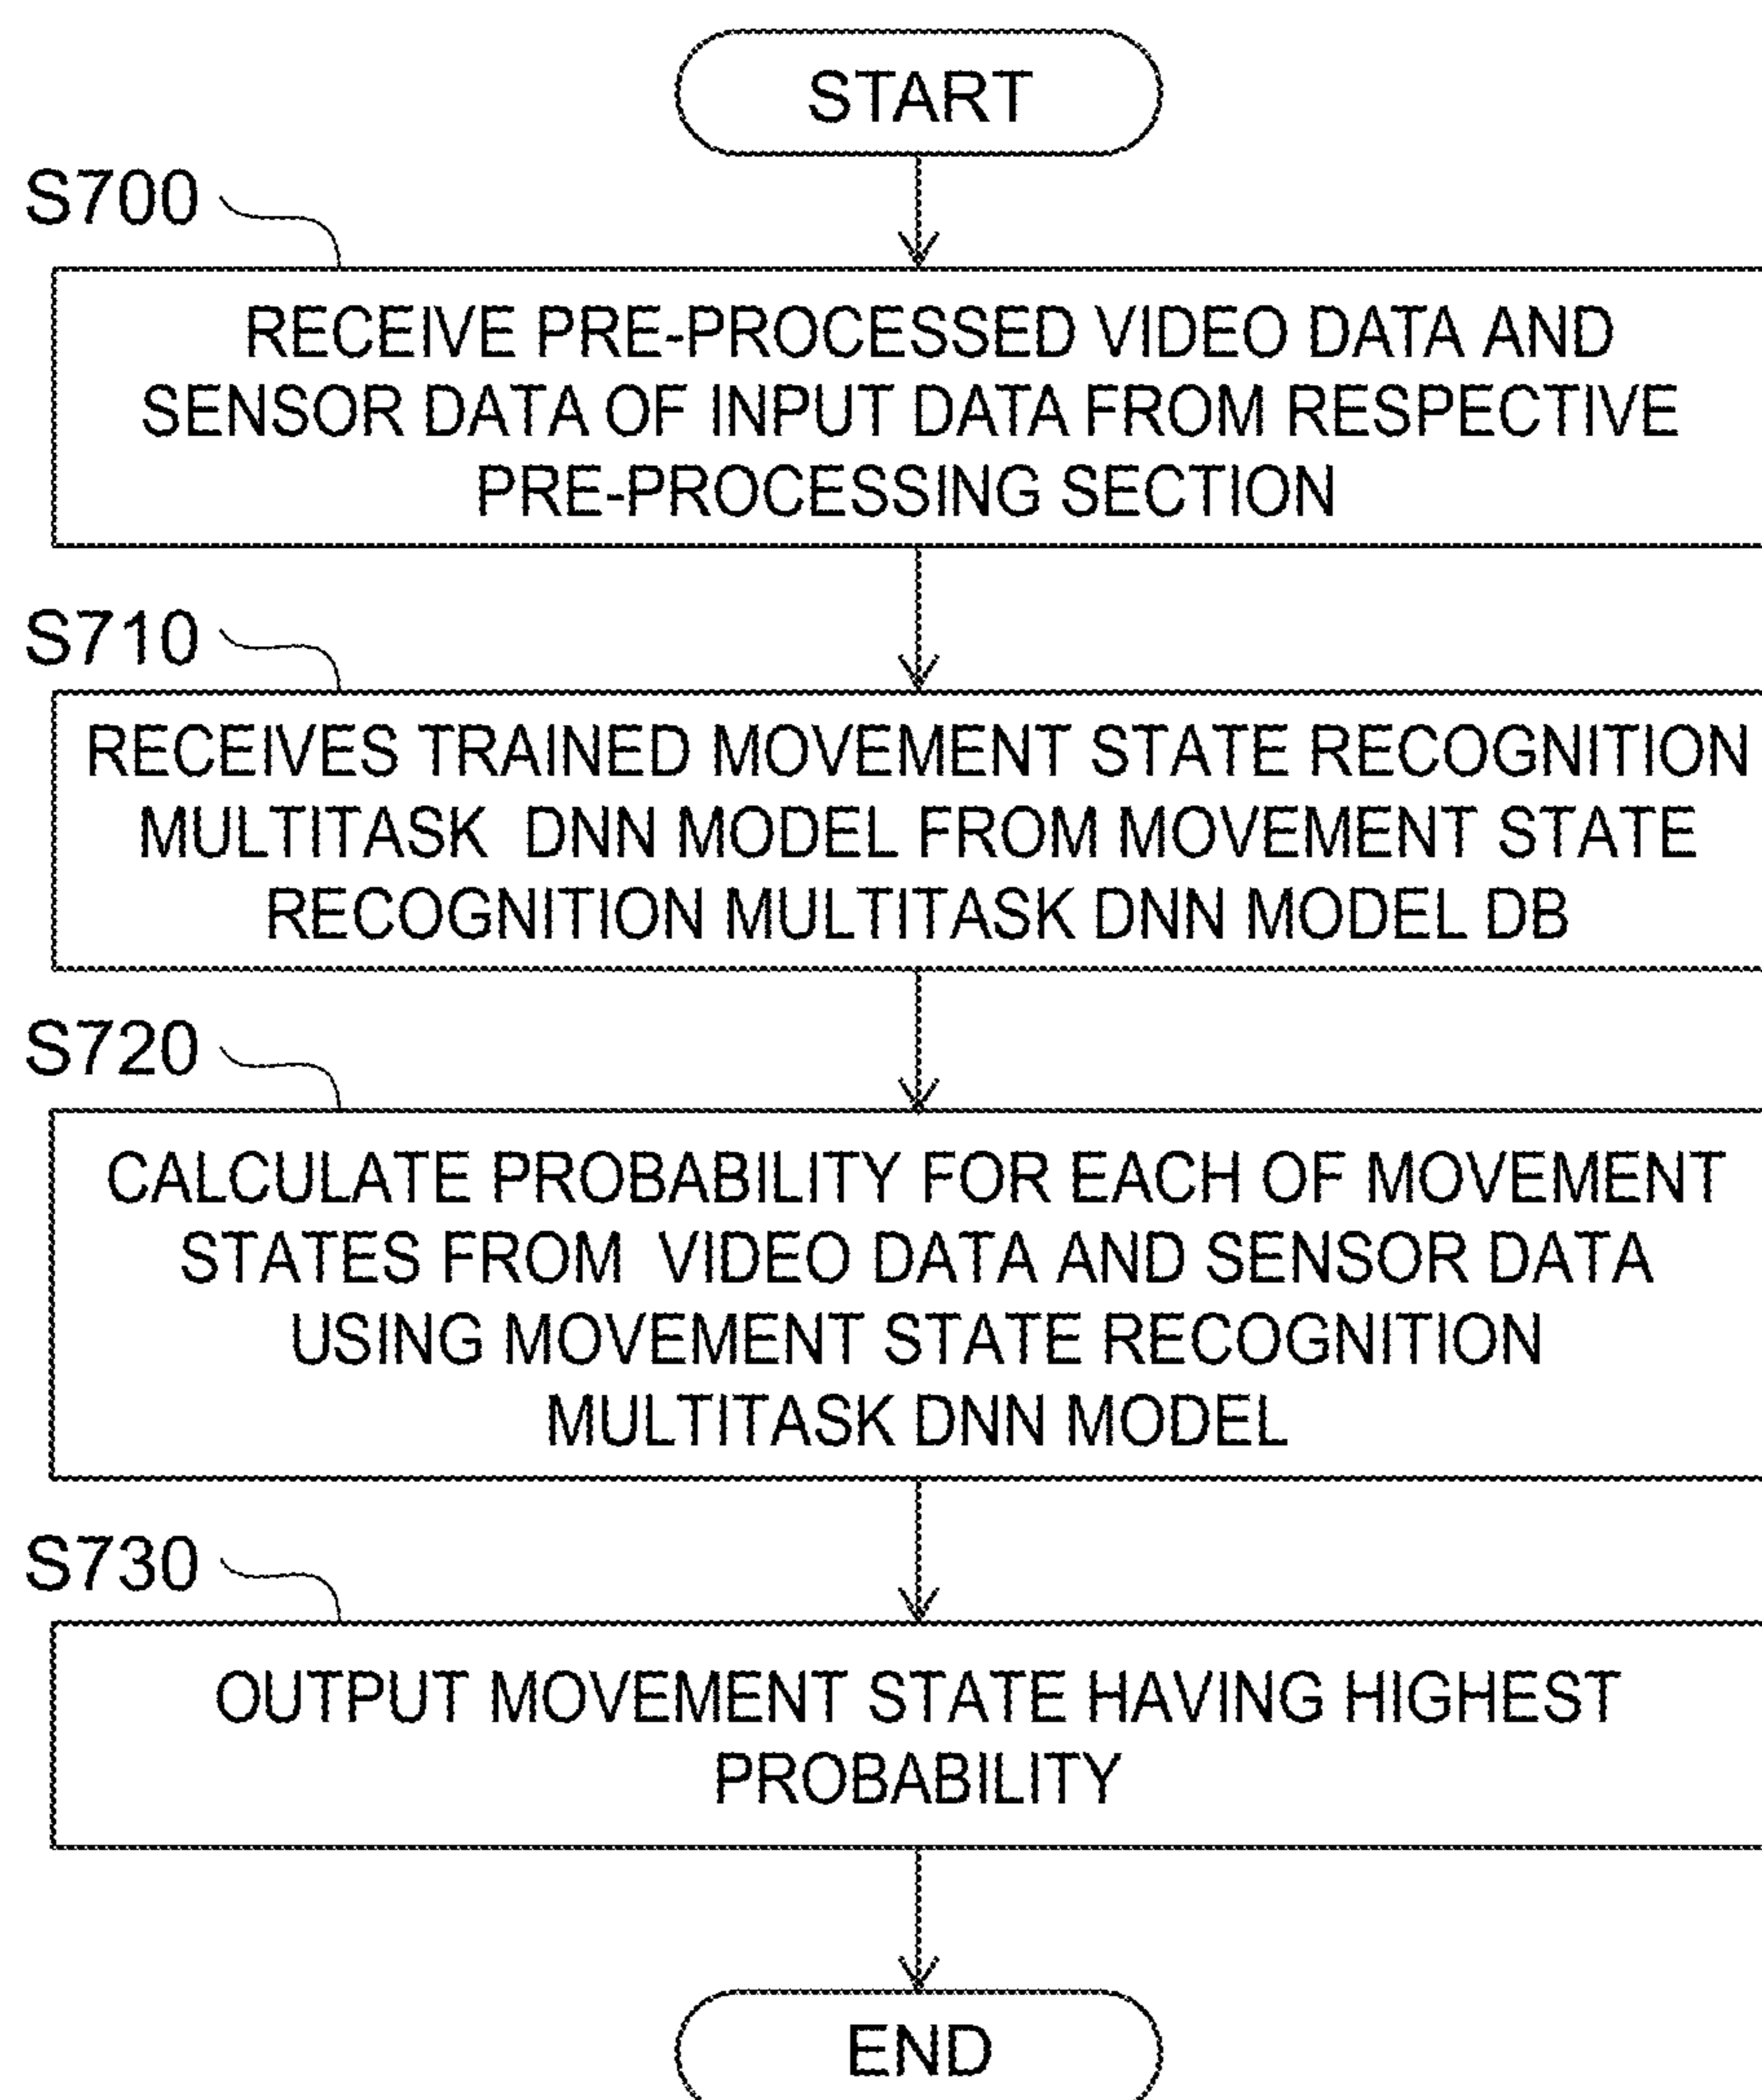 START
S700
RECEIVE PRE-PROCESSED VIDEO DATA AND
SENSOR DATA OF INPUT DATA FROM RESPECTIVE
PRE-PROCESSING SECTION
S710
RECEIVES TRAINED MOVEMENT STATE RECOGNITION
MULTITASK DNN MODEL FROM MOVEMENT STATE
RECOGNITION MULTITASK DNN MODEL DB
S720
CALCULATE PROBABILITY FOR EACH OF MOVEMENT
STATES FROM VIDEO DATA AND SENSOR DATA
USING MOVEMENT STATE RECOGNITION
MULTITASK DNN MODEL
S730
OUTPUT MOVEMENT STATE HAVING HIGHEST
PROBABILITY
END